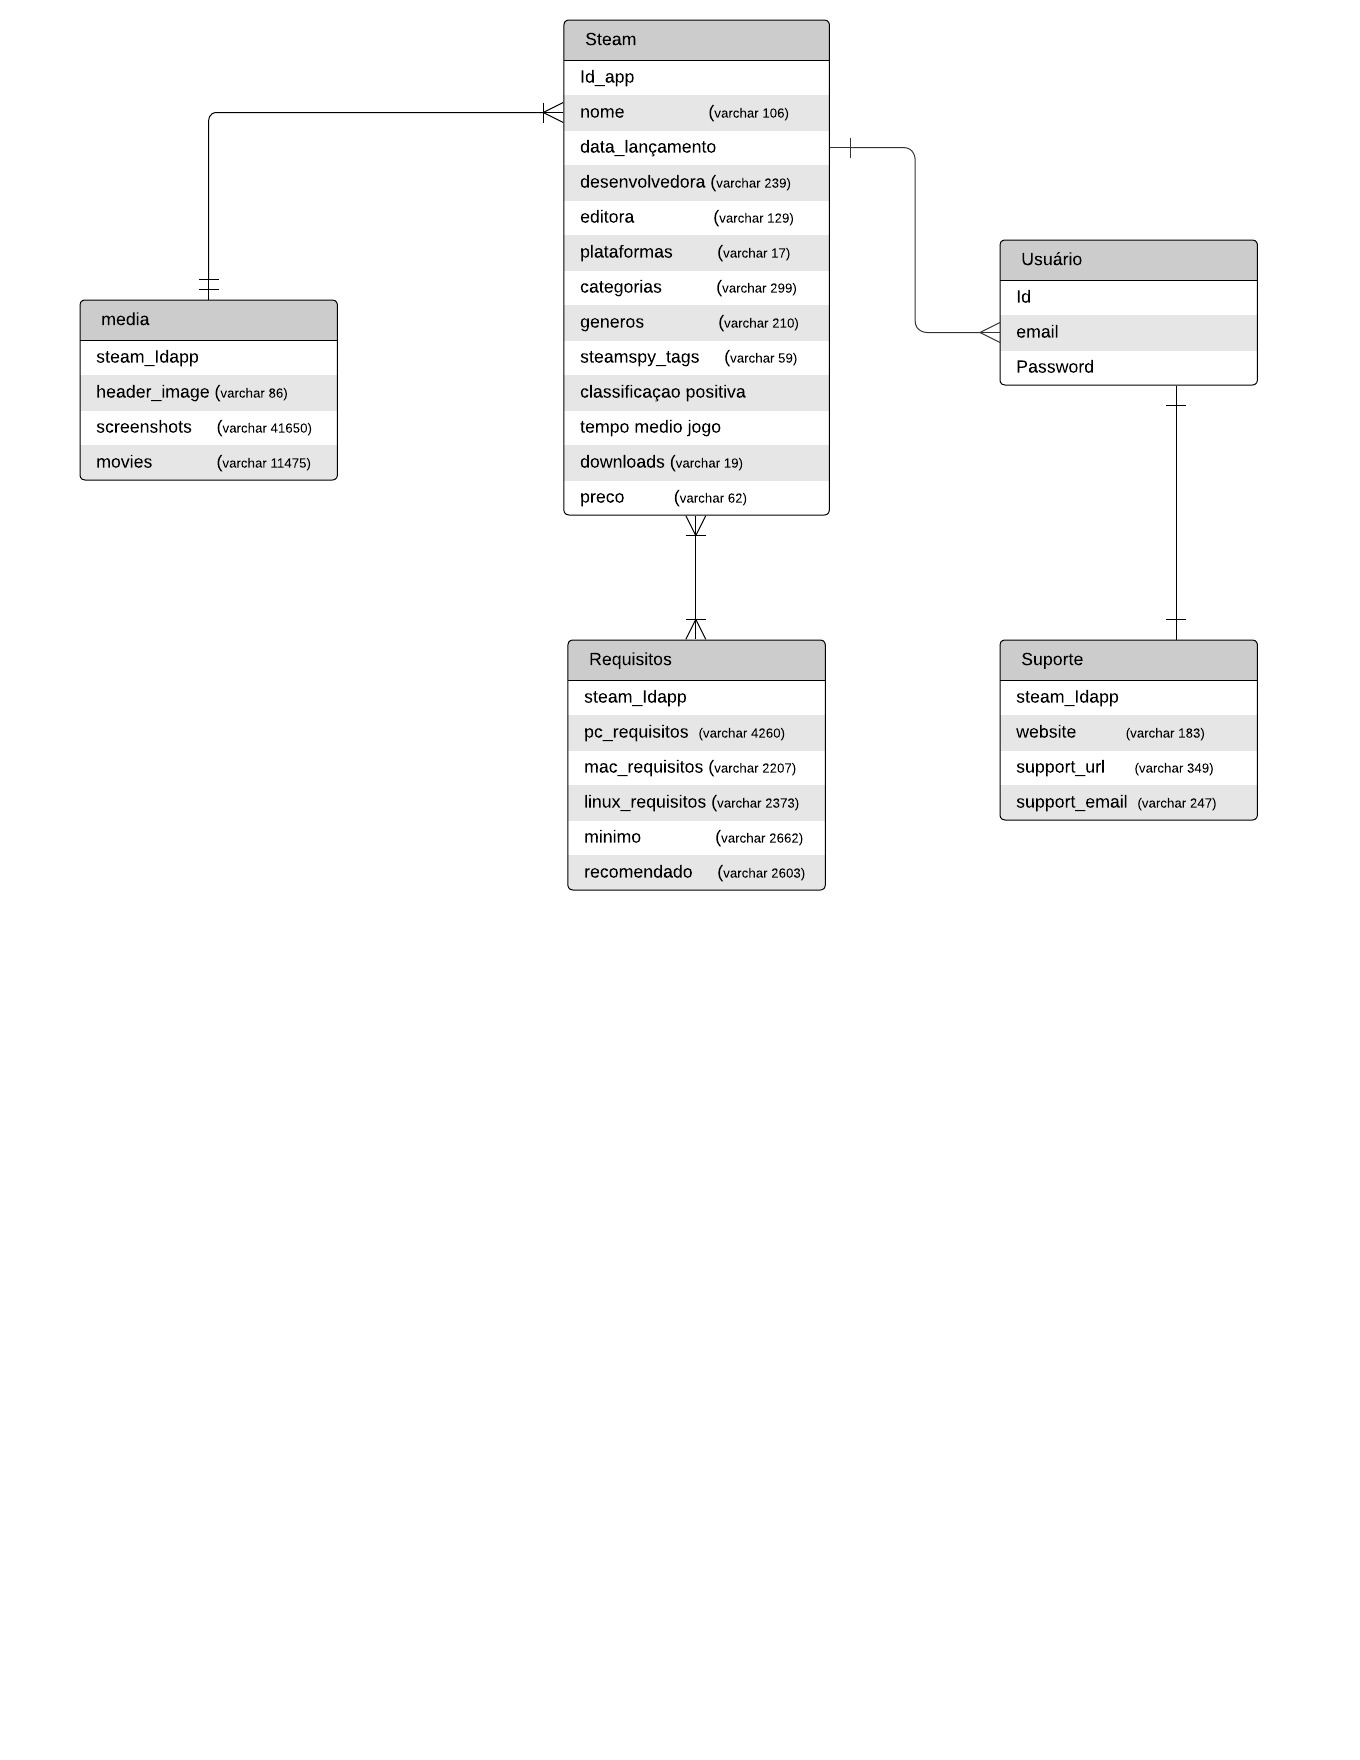 Steam
Id_app
nome (varchar 106)
data_lançamento
desenvolvedora (varchar 239)
editora (varchar 129)
plataformas (varchar 17)
categorias (varchar 299)
generos (varchar 210)
steamspy_tags (varchar 59)
classificaçao positiva
tempo medio jogo
downloads (varchar 19)
preco (varchar 62)
Usuário
Id
email
Password
media
steam_Idapp
header_image (varchar 86)
screenshots (varchar 41650)
movies (varchar 11475)
Requisitos
steam_Idapp
pc_requisitos (varchar 4260)
mac_requisitos (varchar 2207)
linux_requisitos (varchar 2373)
minimo (varchar 2662)
recomendado (varchar 2603)
Suporte
steam_Idapp
website (varchar 183)
support_url (varchar 349)
support_email (varchar 247)